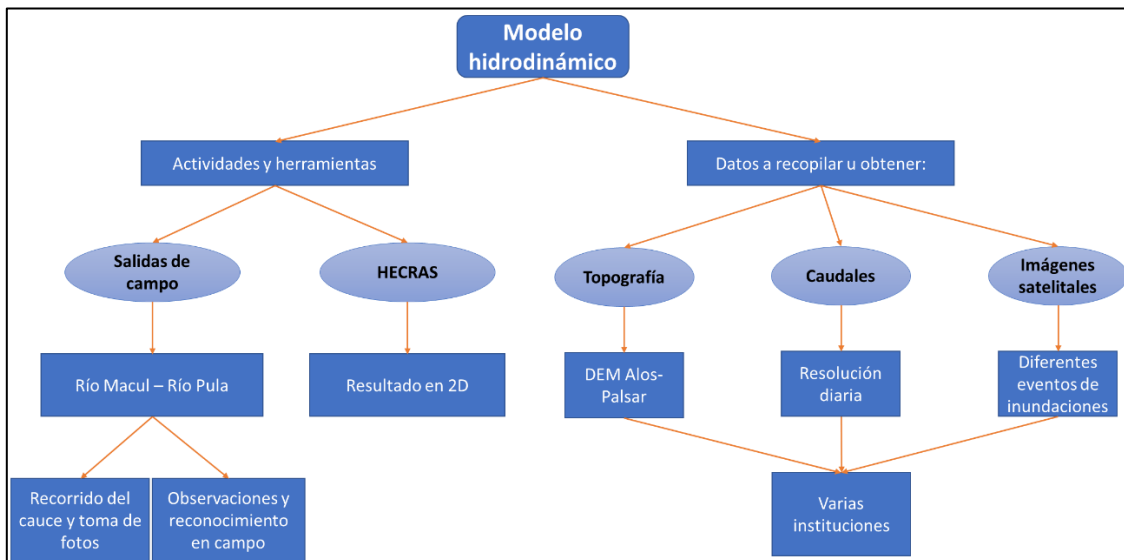 Modelo
hidrodinámico
Actividades y herramientas
Datos a recopilar u obtener:
Salidas de
campo
HECRAS
Topografía
Caudales
Imágenes
satelitales
Río Macul – Río Pula
Resultado en 2D
DEM Alos-
Palsar
Resolución
diaria
Diferentes
eventos de
inundaciones
Recorrido del
cauce y toma de
fotos
Observaciones y
reconocimiento
en campo
Varias
instituciones